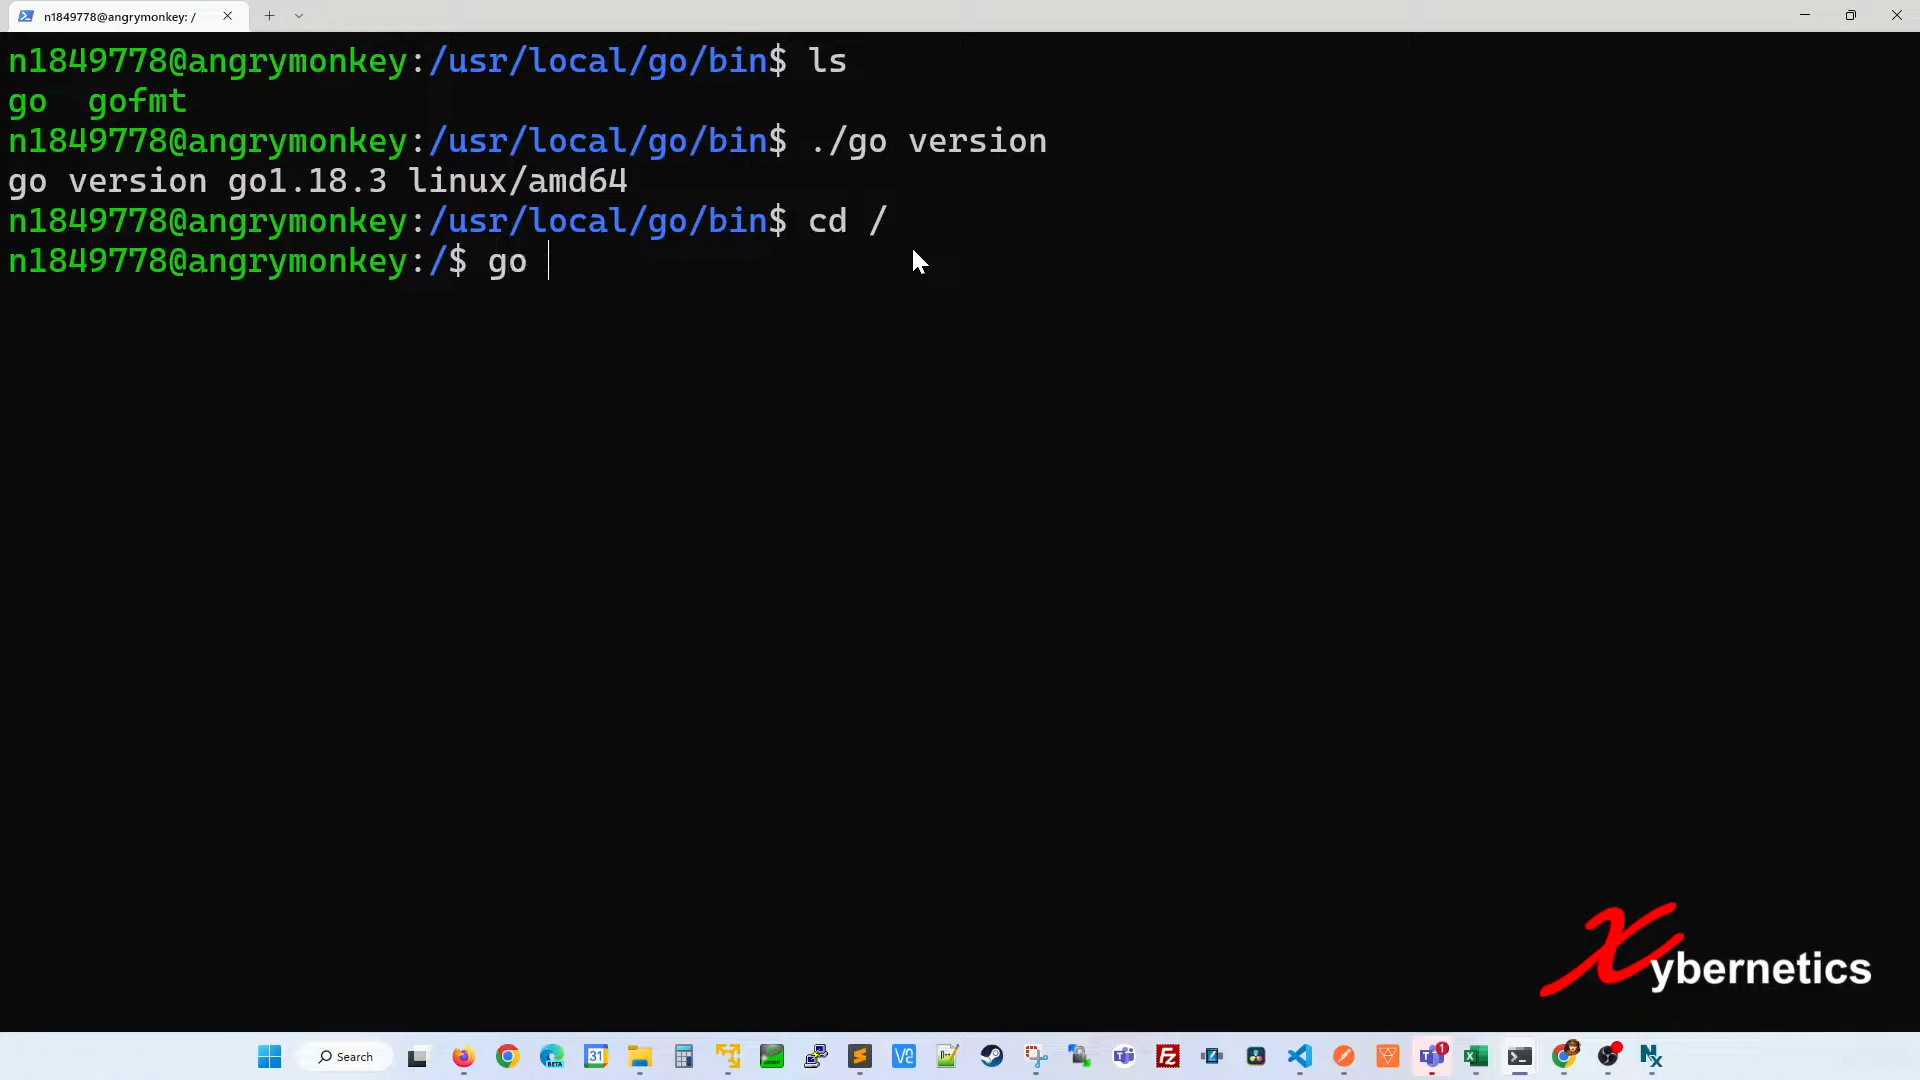 n1849778@angrymonkey: /
n1849778@angrymonkey:/usr/local/go/bin$ ls
go  gofmt
n1849778@angrymonkey:/usr/local/go/bin$ ./go version
go version go1.18.3 linux/amd64
n1849778@angrymonkey:/usr/local/go/bin$ cd /
n1849778@angrymonkey:/$ go
Xybernetics
Search